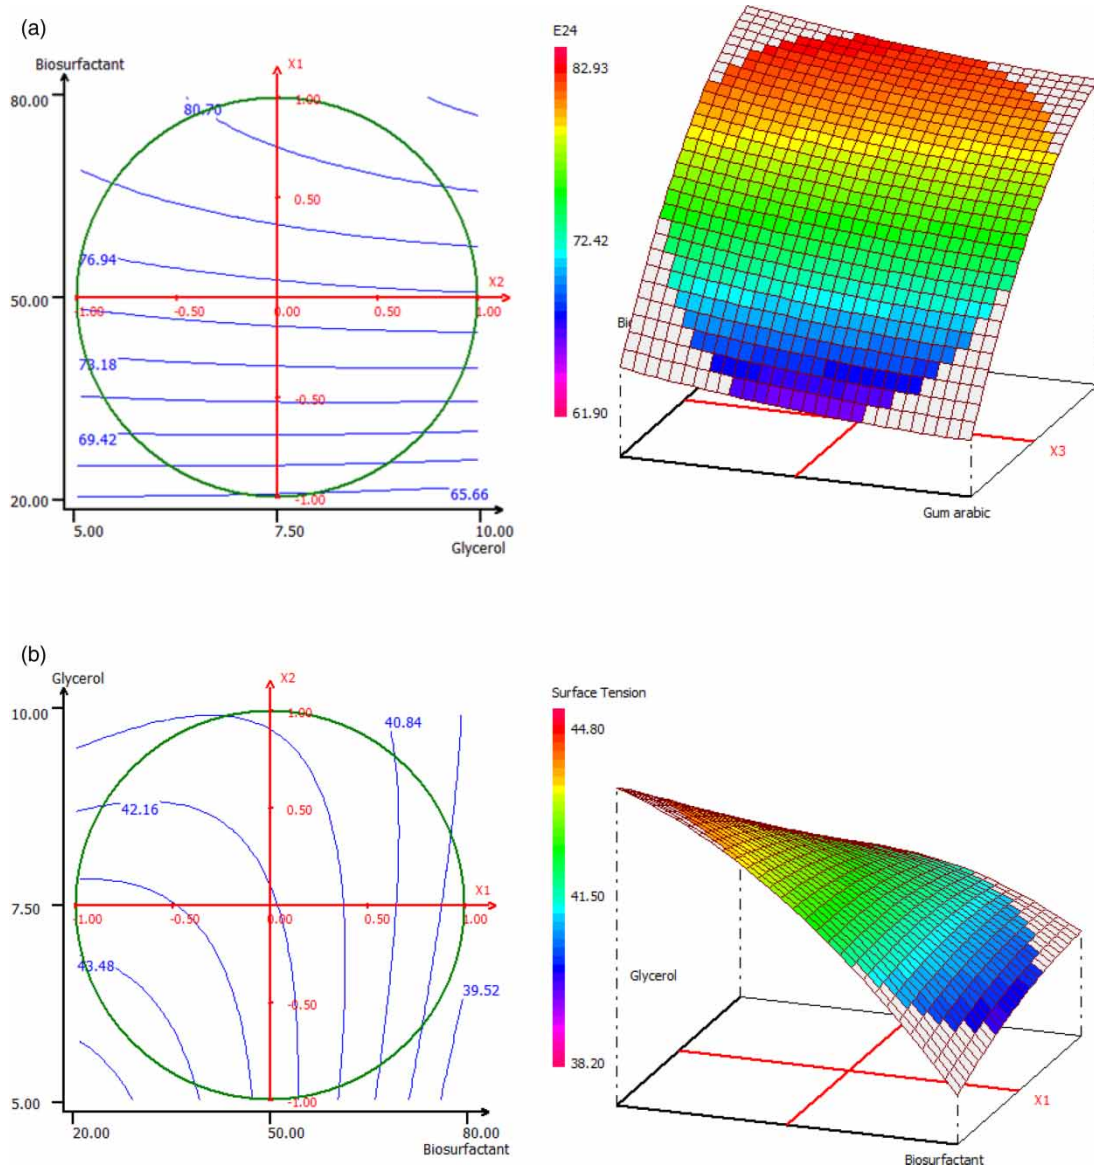 (a)
Biosurfactant
X1
80.00
80.70
1.00
0.50
76.94
X2
50.00
-1.00
-0.50
0.00
0.50
1.00
73.18
-0.50
69.42
20.00
-1.00
65.66
5.00
7.50
10.00
Glycerol
E24
82.93
72.42
61.90
X3
Gum arabic
(b)
Glycerol
X2
10.00
1.00
40.84
42.16
0.50
X1
7.50
-1.00
-0.50
0.00
0.50
1.00
43.48
39.52
-0.50
5.00
-1.00
20.00
50.00
80.00
Biosurfactant
Surface Tension
44.80
41.50
38.20
Glycerol
X1
Biosurfactant